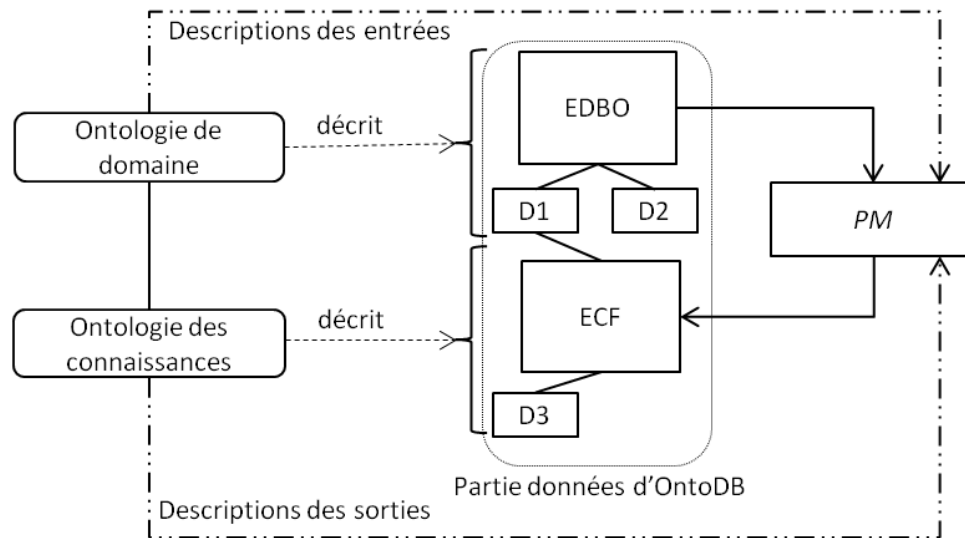 Descriptions des entrées
Ontologie de
domaine
décrit
EDBO
D1
D2
PM
Ontologie des
connaissances
décrit
ECF
D3
Partie données d'OntoDB
Descriptions des sorties